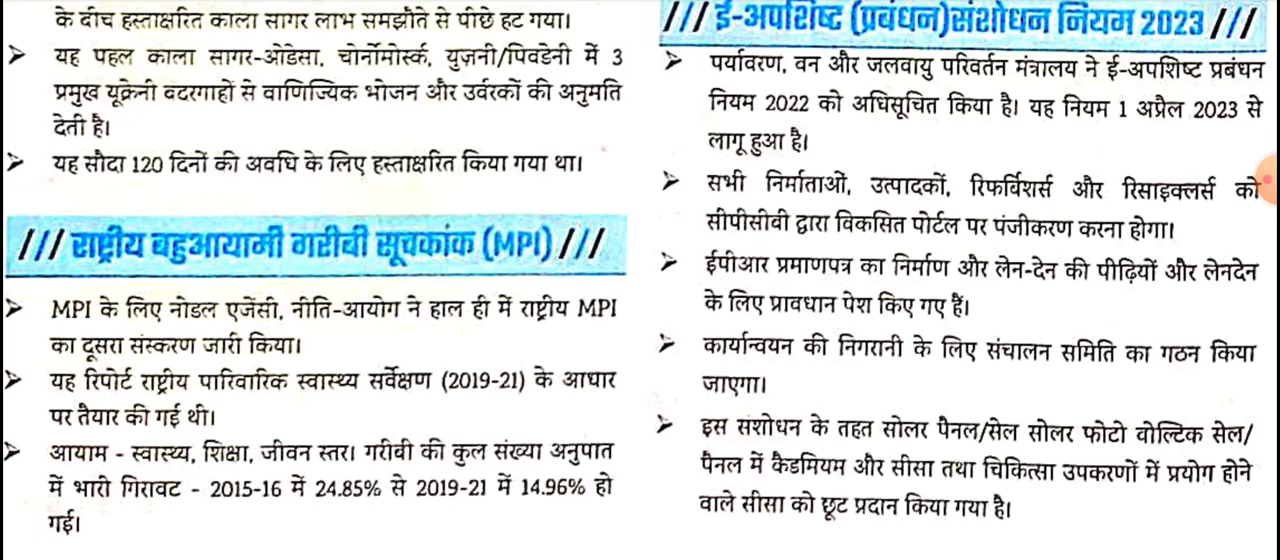 के बीच हस्ताक्षरित काला सागर लाभ समझौते से पीछे हट गया।
➢ यह पहल काला सागर-ओडेसा, चोर्नोमोर्स्क, युज़नी/पिवडेनी में 3
प्रमुख यूक्रेनी बंदरगाहों से वाणिज्यिक भोजन और उर्वरकों की अनुमति
देती है।
➢ यह सौदा 120 दिनों की अवधि के लिए हस्ताक्षरित किया गया था।
/// राष्ट्रीय बहुआयामी गरीबी सूचकांक (MPI) ///
➢ MPI के लिए नोडल एजेंसी, नीति-आयोग ने हाल ही में राष्ट्रीय MPI
का दूसरा संस्करण जारी किया।
➢ यह रिपोर्ट राष्ट्रीय पारिवारिक स्वास्थ्य सर्वेक्षण (2019-21) के आधार
पर तैयार की गई थी।
➢ आयाम - स्वास्थ्य, शिक्षा, जीवन स्तर। गरीबी की कुल संख्या अनुपात
में भारी गिरावट - 2015-16 में 24.85% से 2019-21 में 14.96% हो
गई।
/// ई-अपशिष्ट (प्रबंधन)संशोधन नियम 2023 ///
➢ पर्यावरण, वन और जलवायु परिवर्तन मंत्रालय ने ई-अपशिष्ट प्रबंधन
नियम 2022 को अधिसूचित किया है। यह नियम 1 अप्रैल 2023 से
लागू हुआ है।
➢ सभी निर्माताओं, उत्पादकों, रिफर्विशर्स और रिसाइक्लर्स को
सीपीसीबी द्वारा विकसित पोर्टल पर पंजीकरण करना होगा।
➢ ईपीआर प्रमाणपत्र का निर्माण और लेन-देन की पीढ़ियों और लेनदेन
के लिए प्रावधान पेश किए गए हैं।
➢ कार्यान्वयन की निगरानी के लिए संचालन समिति का गठन किया
जाएगा।
➢ इस संशोधन के तहत सोलर पैनल/सेल सोलर फोटो वोल्टिक सेल/
पैनल में कैडमियम और सीसा तथा चिकित्सा उपकरणों में प्रयोग होने
वाले सीसा को छूट प्रदान किया गया है।